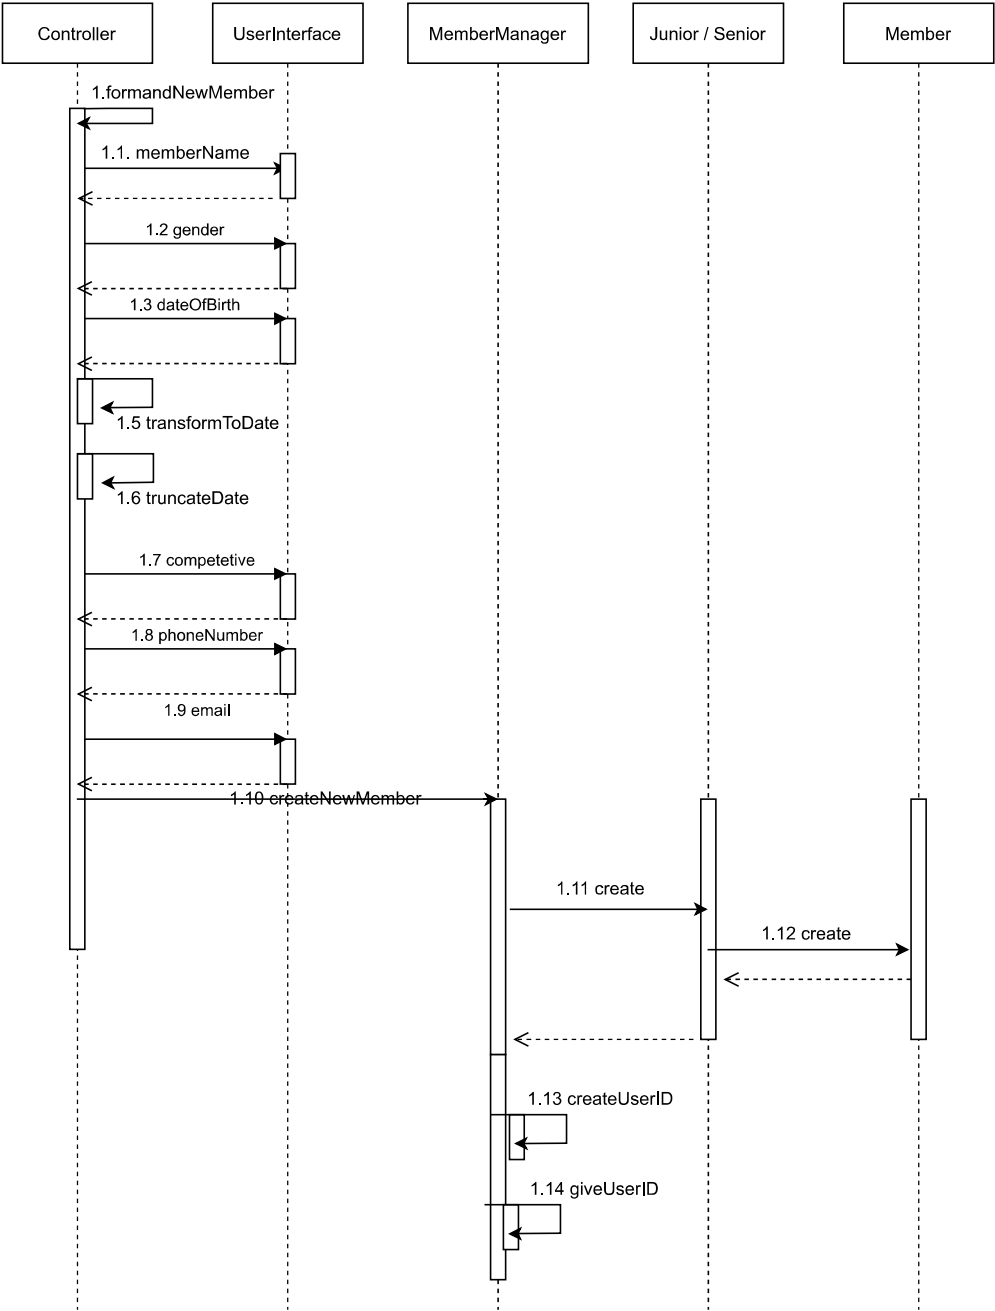 Controller
UserInterface
MemberManager
Junior / Senior
Member
1.formandNewMember
1.1. memberName
1.2 gender
1.3 dateOfBirth
1.5 transformToDate
1.6 truncateDate
1.7 competetive
1.8 phoneNumber
1.9 email
1.10 createNewMember
1.11 create
1.12 create
1.13 createUserID
1.14 giveUserID